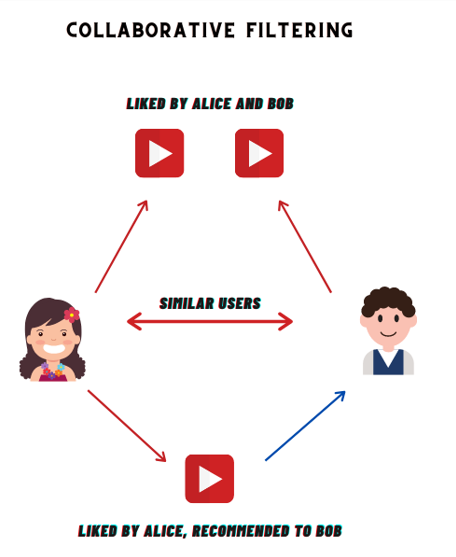 COLLABORATIVE FILTERING
LIKED BY ALICE AND BOB
SIMILAR USERS
LIKED BY ALICE, RECOMMENDED TO BOB